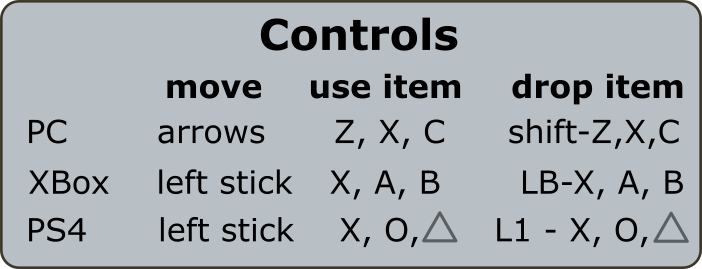 Controls
move use item drop item
PC arrows Z, X, C shift-Z,X,C
XBox left stick X, A, B LB-X, A, B
PS4 left stick X, O,△ L1 - X, O,△